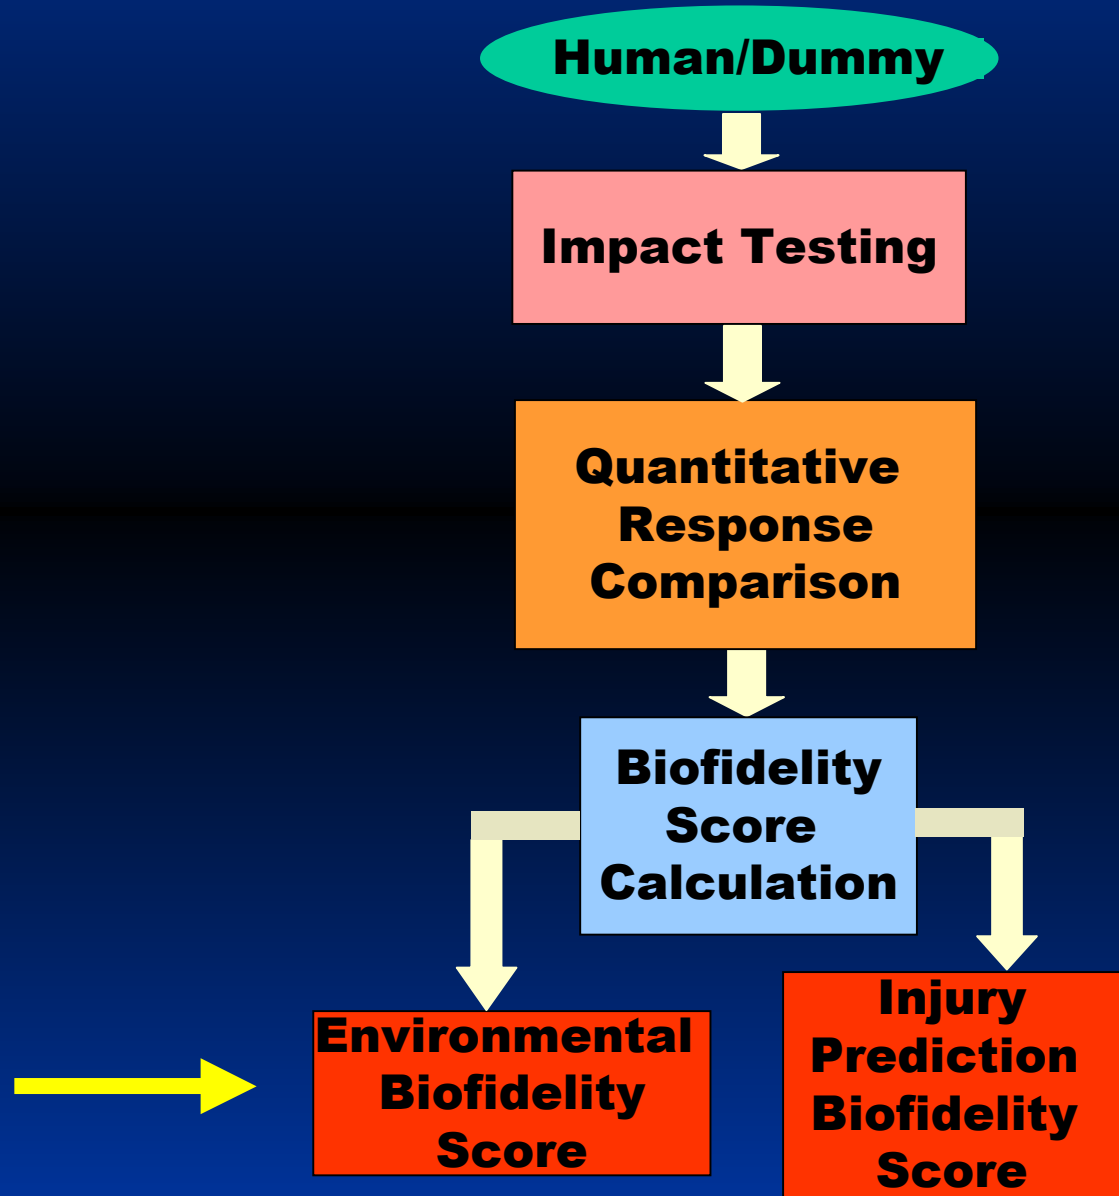 Human/Dummy
Impact Testing
Quantitative
Response
Comparison
Biofidelity
Score
Calculation
Environmental
Biofidelity
Score
Injury
Prediction
Biofidelity
Score